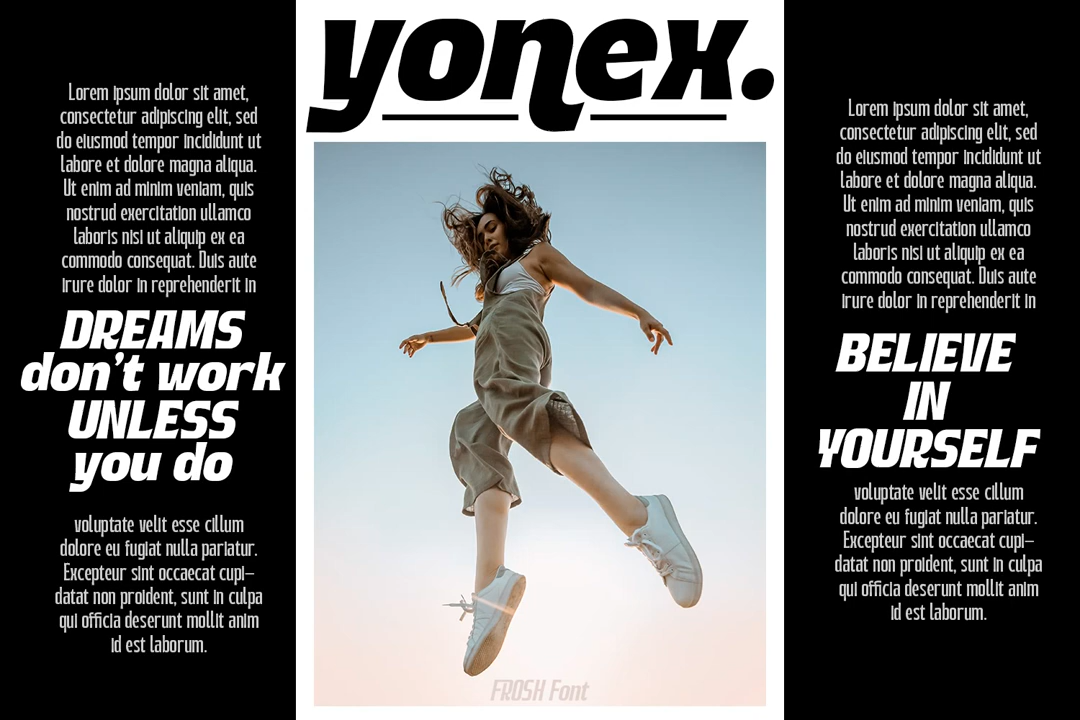 yonex.
Lorem ipsum dolor sit amet,
consectetur adipiscing elit, sed
do eiusmod tempor incididunt ut
labore et dolore magna aliqua.
Ut enim ad minim veniam, quis
nostrud exercitation ullamco
laboris nisi ut aliquip ex ea
commodo consequat. Duis aute
irure dolor in reprehenderit in
DREAMS
don't work
UNLESS
you do
voluptate velit esse cillum
dolore eu fugiat nulla pariatur.
Excepteur sint occaecat cupi–
datat non proident, sunt in culpa
qui officia deserunt mollit anim
id est laborum.
FROSH Font
Lorem ipsum dolor sit amet,
consectetur adipiscing elit, sed
do eiusmod tempor incididunt ut
labore et dolore magna aliqua.
Ut enim ad minim veniam, quis
nostrud exercitation ullamco
laboris nisi ut aliquip ex ea
commodo consequat. Duis aute
irure dolor in reprehenderit in
BELIEVE
IN
YOURSELF
voluptate velit esse cillum
dolore eu fugiat nulla pariatur.
Excepteur sint occaecat cupi–
datat non proident, sunt in culpa
qui officia deserunt mollit anim
id est laborum.